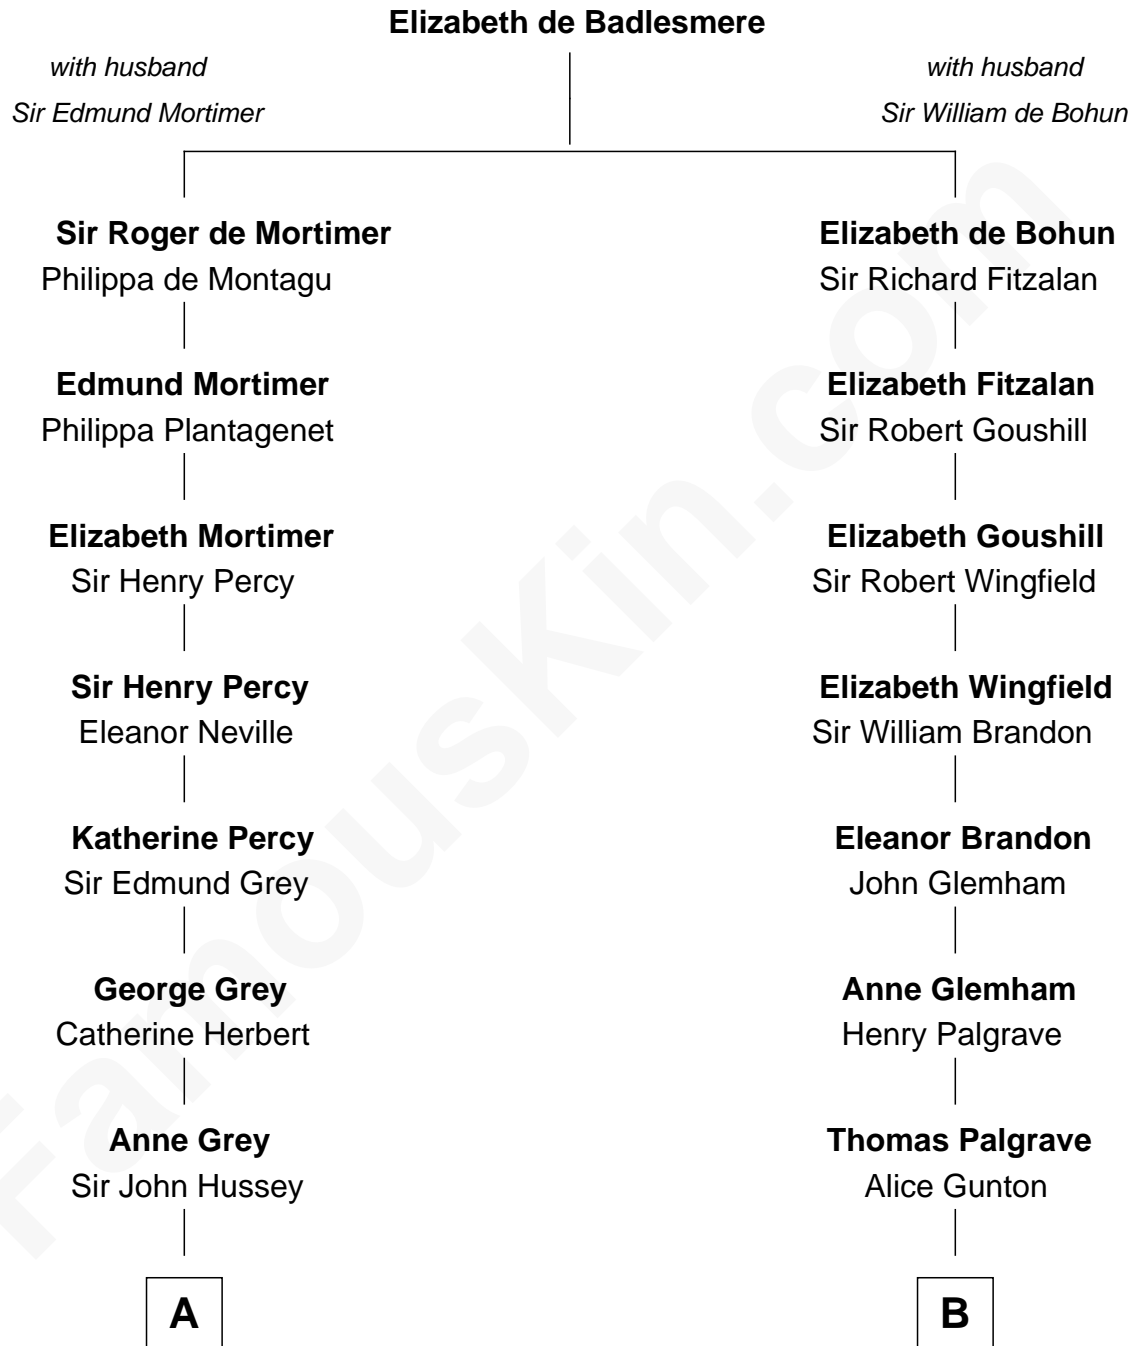 Elizabeth de Badlesmere
with husband
Sir Edmund Mortimer
with husband
Sir William de Bohun
Sir Roger de Mortimer
Philippa de Montagu
Elizabeth de Bohun
Sir Richard Fitzalan
Edmund Mortimer
Philippa Plantagenet
Elizabeth Fitzalan
Sir Robert Goushill
Elizabeth Mortimer
Sir Henry Percy
Elizabeth Goushill
Sir Robert Wingfield
Sir Henry Percy
Eleanor Neville
Elizabeth Wingfield
Sir William Brandon
Katherine Percy
Sir Edmund Grey
Eleanor Brandon
John Glemham
George Grey
Catherine Herbert
Anne Glemham
Henry Palgrave
Anne Grey
Sir John Hussey
Thomas Palgrave
Alice Gunton
A
B
FamousKin.com